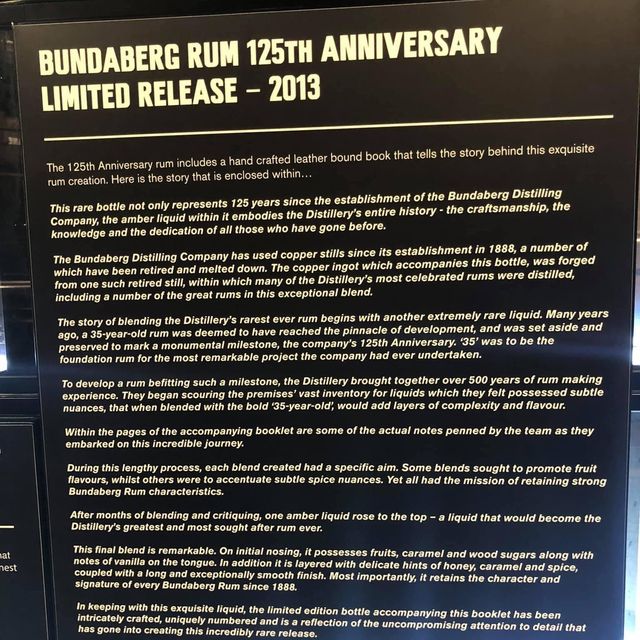 BUNDABERG RUM 125TH ANNIVERSARY
LIMITED RELEASE – 2013
The 125th Anniversary rum includes a hand crafted leather bound book that tells the story behind this exquisite
rum creation. Here is the story that is enclosed within...
This rare bottle not only represents 125 years since the establishment of the Bundaberg Distilling
Company, the amber liquid within it embodies the Distillery's entire history - the craftsmanship, the
knowledge and the dedication of all those who have gone before.
The Bundaberg Distilling Company has used copper stills since its establishment in 1888, a number of
which have been retired and melted down. The copper ingot which accompanies this bottle, was forged
from one such retired still, within which many of the Distillery's most celebrated rums were distilled,
including a number of the great rums in this exceptional blend.
The story of blending the Distillery's rarest ever rum begins with another extremely rare liquid. Many years
ago, a 35-year-old rum was deemed to have reached the pinnacle of development, and was set aside and
preserved to mark a monumental milestone, the company's 125th Anniversary. '35' was to be the
foundation rum for the most remarkable project the company had ever undertaken.
To develop a rum befitting such a milestone, the Distillery brought together over 500 years of rum making
experience. They began scouring the premises' vast inventory for liquids which they felt possessed subtle
nuances, that when blended with the bold '35-year-old', would add layers of complexity and flavour.
Within the pages of the accompanying booklet are some of the actual notes penned by the team as they
embarked on this incredible journey.
During this lengthy process, each blend created had a specific aim. Some blends sought to promote fruit
flavours, whilst others were to accentuate subtle spice nuances. Yet all had the mission of retaining strong
Bundaberg Rum characteristics.
After months of blending and critiquing, one amber liquid rose to the top – a liquid that would become the
Distillery's greatest and most sought after rum ever.
This final blend is remarkable. On initial nosing, it possesses fruits, caramel and wood sugars along with
notes of vanilla on the tongue. In addition it is layered with delicate hints of honey, caramel and spice,
coupled with a long and exceptionally smooth finish. Most importantly, it retains the character and
signature of every Bundaberg Rum since 1888.
In keeping with this exquisite liquid, the limited edition bottle accompanying this booklet has been
intricately crafted, uniquely numbered and is a reflection of the uncompromising attention to detail that
has gone into creating this incredibly rare release.